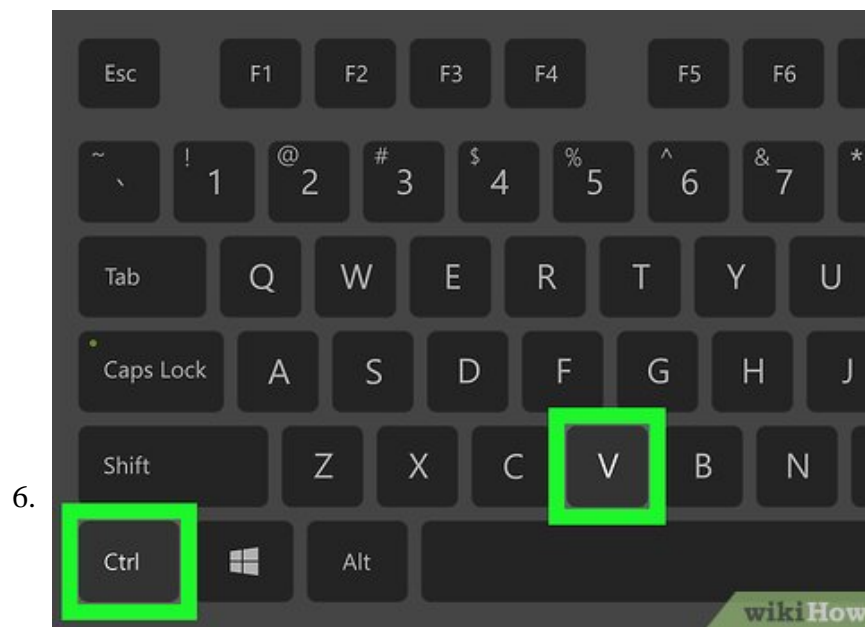 Esc F1 F2 F3 F4 F5 F6
~ ` ! 1 @ 2 # 3 $ 4 % 5 ^ 6 & 7 *
Tab Q W E R T Y U
Caps Lock A S D F G H J
Shift Z X C V B N
6.
Ctrl Alt
wikiHow